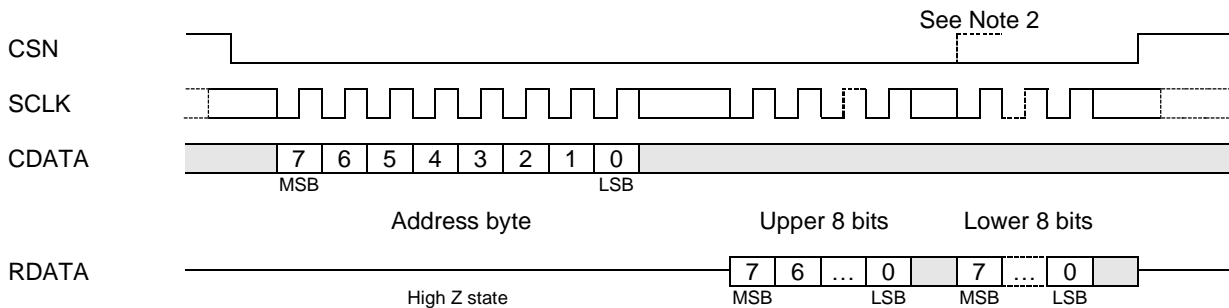 See Note 2
CSN
SCLK
CDATA
7 6 5 4 3 2 1 0
MSB LSB
Address byte Upper 8 bits Lower 8 bits
RDATA
7 6 … 0 7 … 0
High Z state MSB LSB MSB LSB